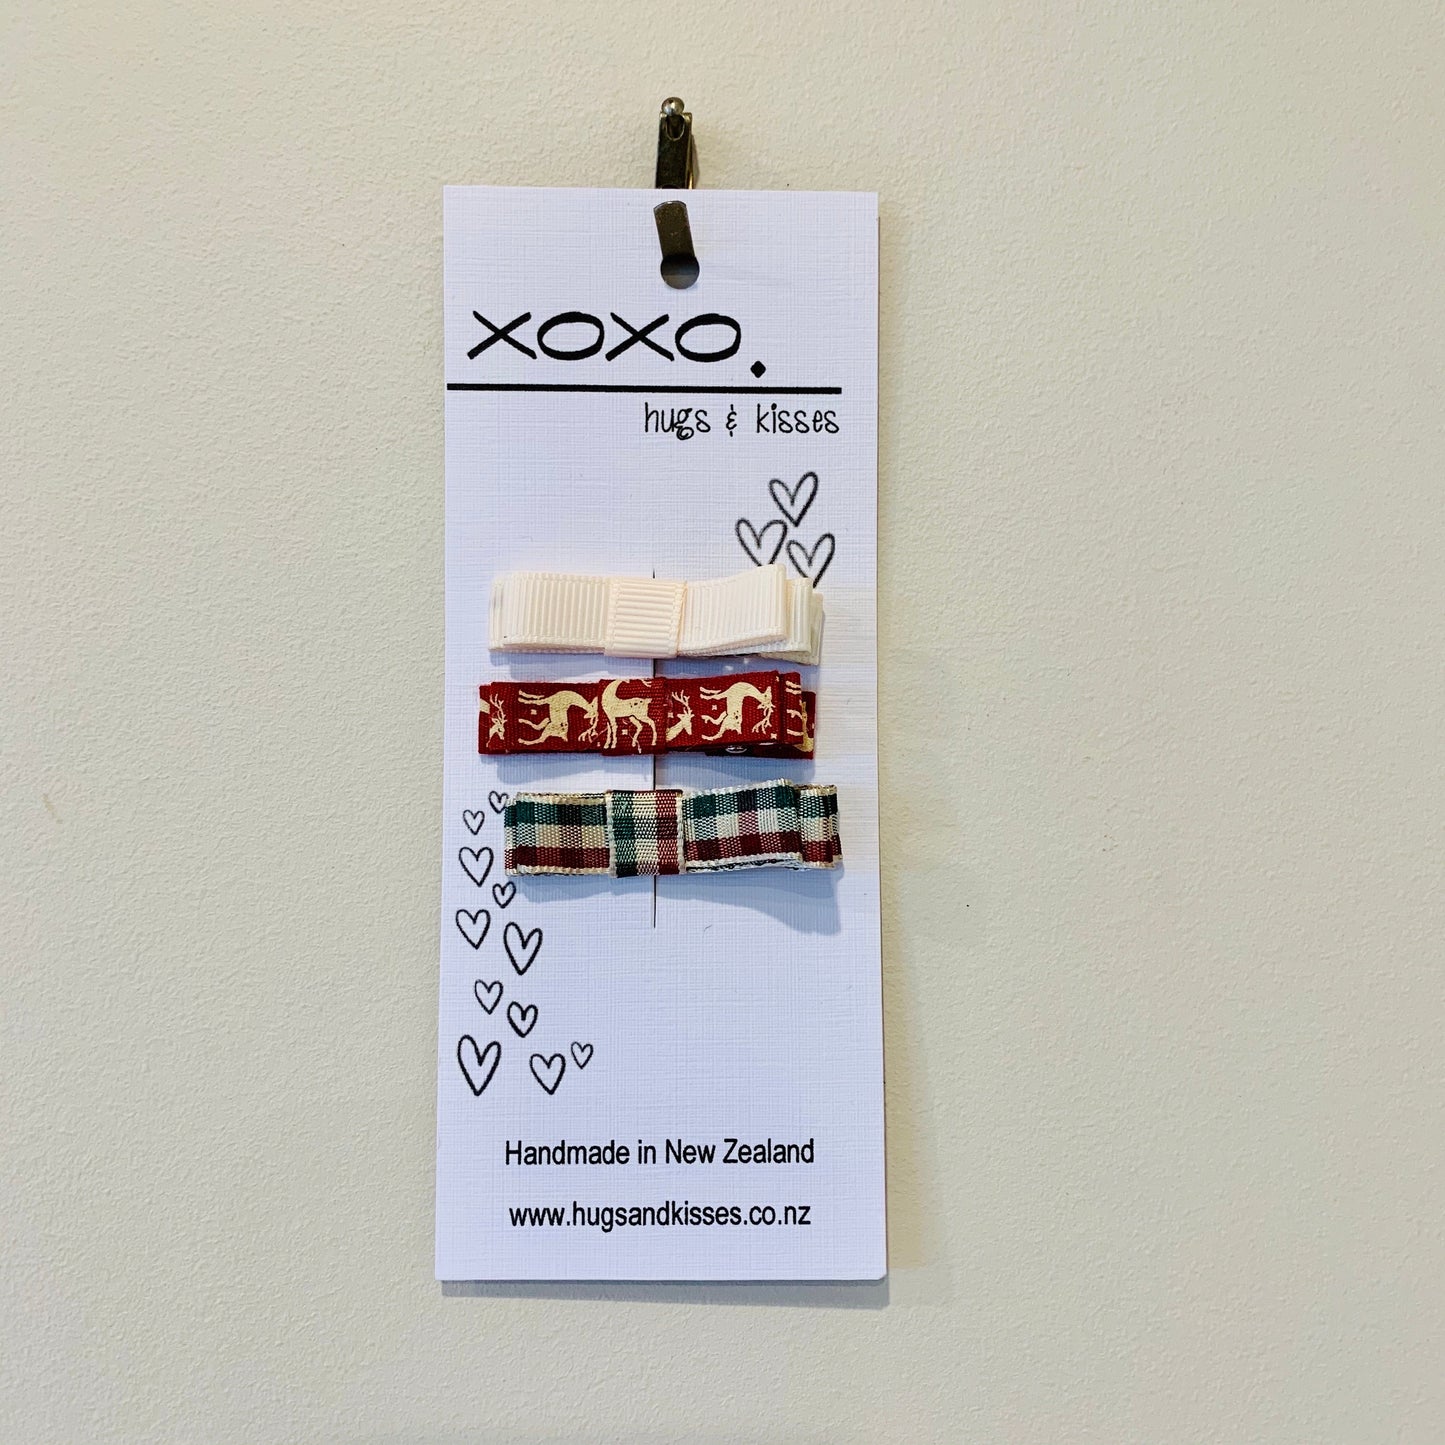 xoxo.
hugs & kisses
Handmade in New Zealand
www.hugsandkisses.co.nz